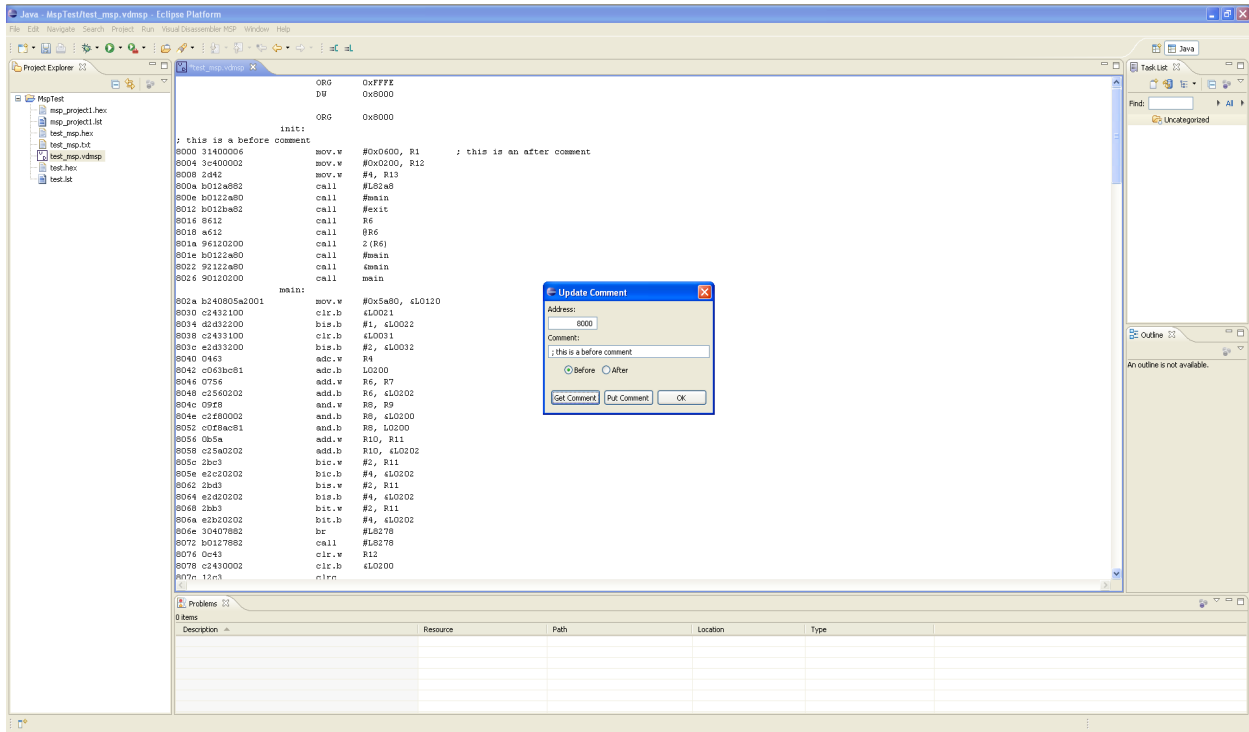 Java - MspTest/test_msp.vdmsp - Eclipse Platform
File Edit Navigate Search Project Run Visual Disassembler MSP Window Help
Java
Project Explorer
MspTest
msp_project1.hex
msp_project1.lst
test_msp.hex
test_msp.txt
test_msp.vdmsp
test.hex
test.lst
*test_msp.vdmsp
ORG 0xFFFE
DW 0x8000
ORG 0x8000
init:
; this is a before comment
8000 31400006 mov.w #0x0600, R1 ; this is an after comment
8004 3c400002 mov.w #0x0200, R12
8008 2d42 mov.w #4, R13
800a b012a882 call #L82a8
800e b0122a80 call #main
8012 b012ba82 call #exit
8016 8612 call R6
8018 a612 call @R6
801a 96120200 call 2(R6)
801e b0122a80 call #main
8022 92122a80 call &main
8026 90120200 call main
main:
802a b240805a2001 mov.w #0x5a80, &L0120
8030 c2432100 clr.b &L0021
8034 d2d32200 bis.b #1, &L0022
8038 c2433100 clr.b &L0031
803c e2d33200 bis.b #2, &L0032
8040 0463 adc.w R4
8042 c063bc81 adc.b L0200
8046 0756 add.w R6, R7
8048 c2560202 add.b R6, &L0202
804c 09f8 and.w R8, R9
804e c2f80002 and.b R8, &L0200
8052 c0f8ac81 and.b R8, L0200
8056 0b5a add.w R10, R11
8058 c25a0202 add.b R10, &L0202
805c 2bc3 bic.w #2, R11
805e e2c20202 bic.b #4, &L0202
8062 2bd3 bis.w #2, R11
8064 e2d20202 bis.b #4, &L0202
8068 2bb3 bit.w #2, R11
806a e2b20202 bit.b #4, &L0202
806e 30407882 br #L8278
8072 b0127882 call #L8278
8076 0c43 clr.w R12
8078 c2430002 clr.b &L0200
807c 12c3 clrc
Update Comment
Address:
8000
Comment:
; this is a before comment
Before After
Get Comment Put Comment OK
Task List
Find: All
Uncategorized
Outline
An outline is not available.
Problems
0 items
Description Resource Path Location Type